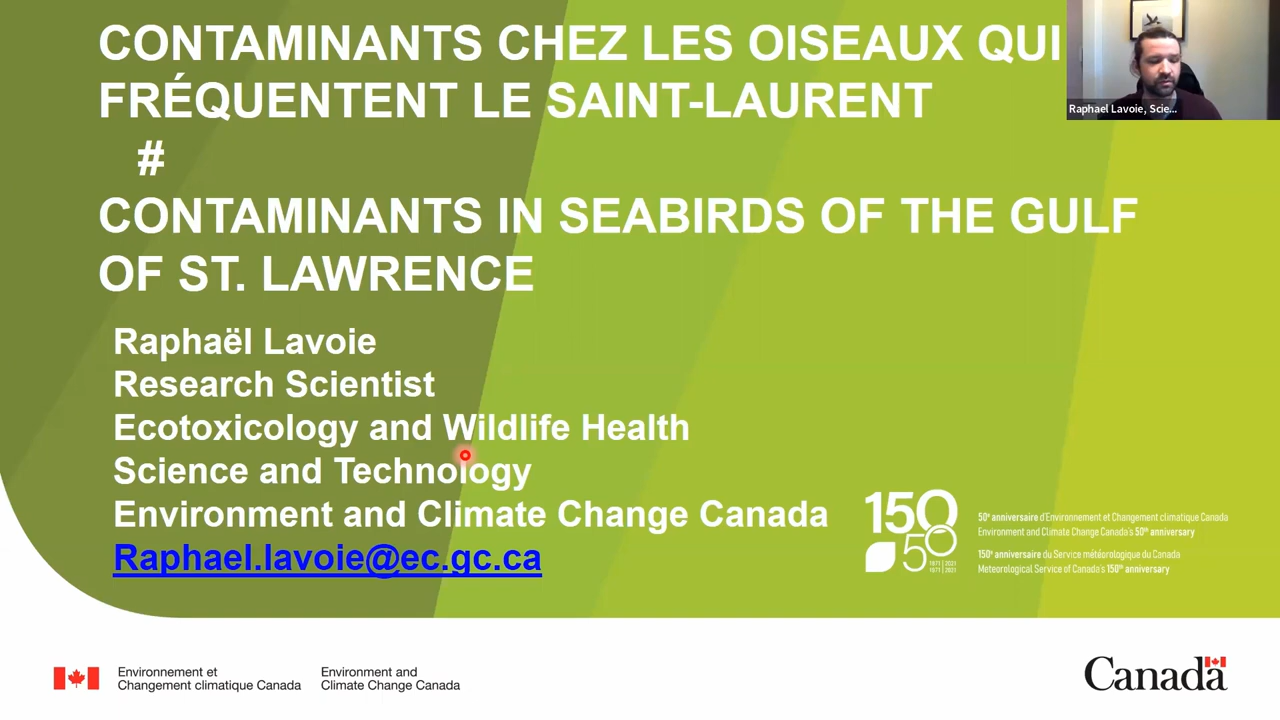 CONTAMINANTS CHEZ LES OISEAUX QUI
FRÉQUENTENT LE SAINT-LAURENT
#
CONTAMINANTS IN SEABIRDS OF THE GULF
OF ST. LAWRENCE
Raphael Lavoie, Scie...
Raphaël Lavoie
Research Scientist
Ecotoxicology and Wildlife Health
Science and Technology
Environment and Climate Change Canada
Raphael.lavoie@ec.gc.ca
150
50
1871 | 2021
1971 | 2021
50e anniversaire d'Environnement et Changement climatique Canada
Environment and Climate Change Canada's 50th anniversary
150e anniversaire du Service météorologique du Canada
Meteorological Service of Canada's 150th anniversary
Environnement et
Changement climatique Canada
Environment and
Climate Change Canada
Canada